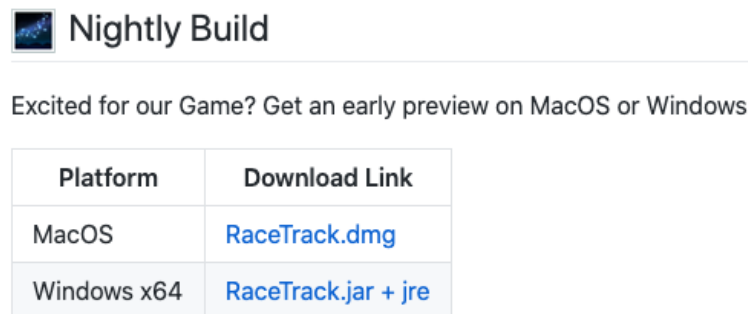 Nightly Build
Excited for our Game? Get an early preview on MacOS or Windows
Platform Download Link
MacOS RaceTrack.dmg
Windows x64 RaceTrack.jar + jre